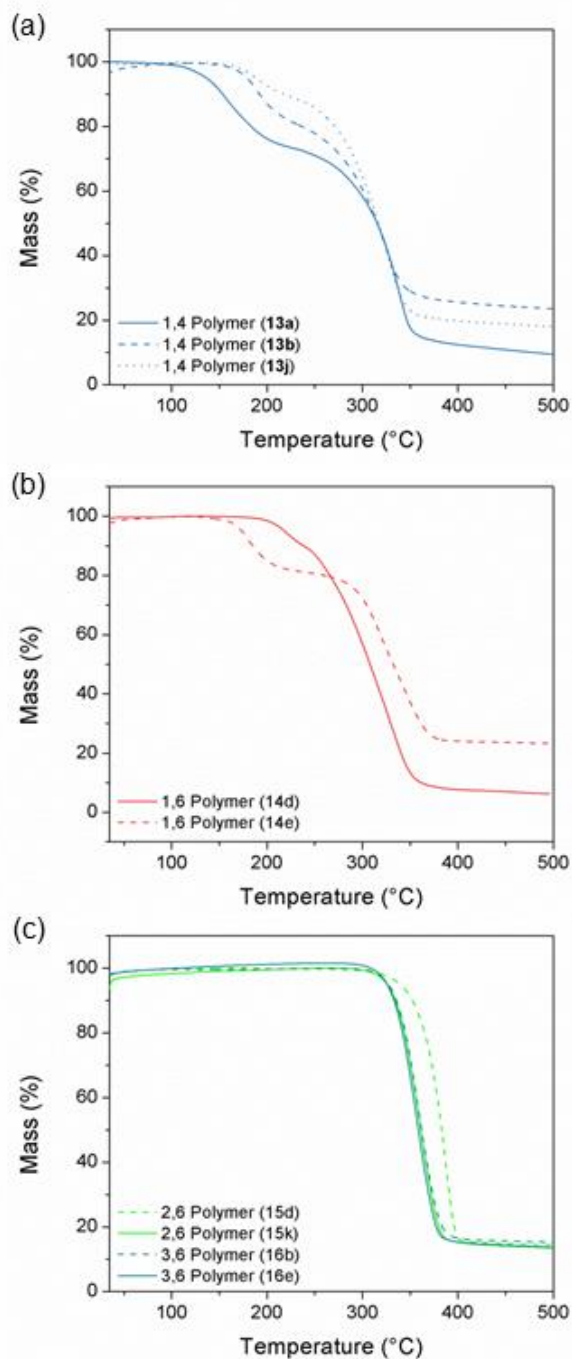 (a)
100
80
60
40
20
0
Mass (%)
1,4 Polymer (13a)
1,4 Polymer (13b)
1,4 Polymer (13j)
100 200 300 400 500
Temperature (°C)
(b)
100
80
60
40
20
0
Mass (%)
1,6 Polymer (14d)
1,6 Polymer (14e)
100 200 300 400 500
Temperature (°C)
(c)
100
80
60
40
20
0
Mass (%)
2,6 Polymer (15d)
2,6 Polymer (15k)
3,6 Polymer (16b)
3,6 Polymer (16e)
100 200 300 400 500
Temperature (°C)